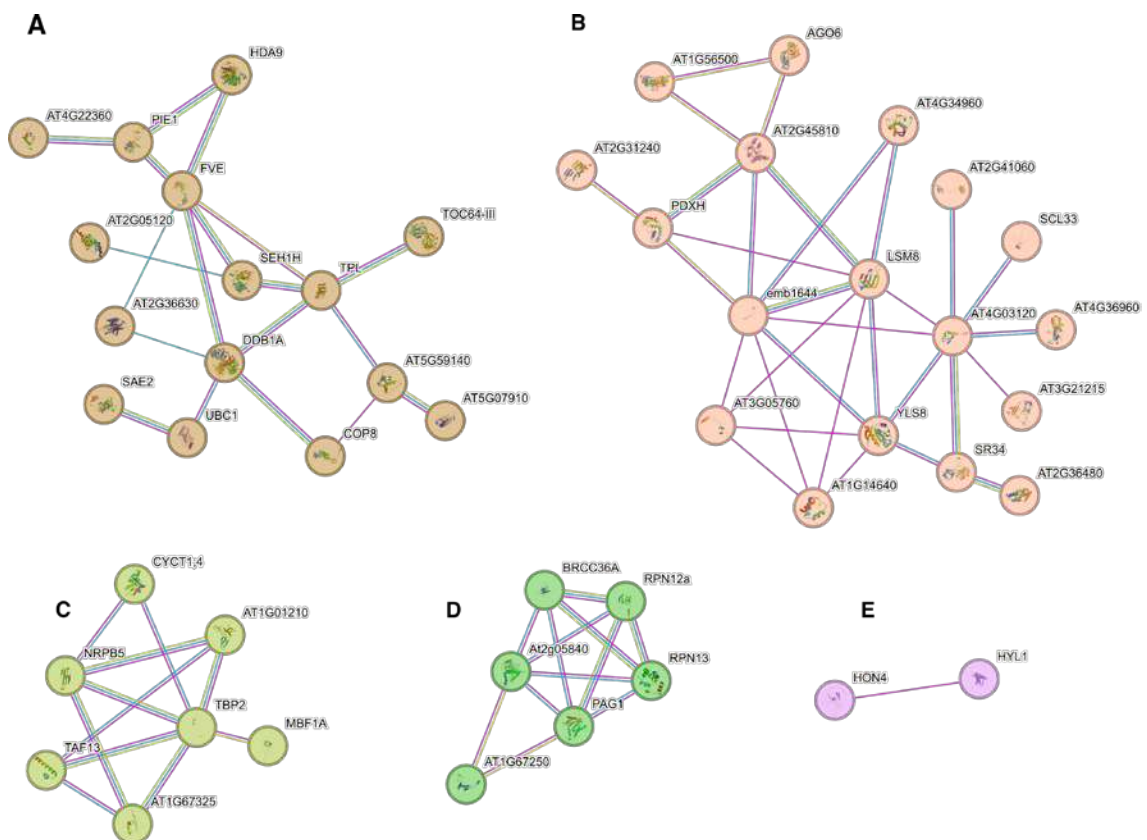 A
HDA9
AT4G22360
PIE1
FVE
AT2G05120
TOC64-III
SEH1H
TPL
AT2G36630
DDB1A
AT5G59140
SAE2
AT5G07910
UBC1
COP8
B
AGO6
AT1G56500
AT4G34960
AT2G45810
AT2G31240
AT2G41060
PDXH
SCL33
LSM8
emb1644
AT4G03120
AT4G36960
AT3G05760
AT3G21215
YLS8
SR34
AT1G14640
AT2G36480
C
CYCT1;4
AT1G01210
NRPB5
TBP2
MBF1A
TAF13
AT1G67325
D
BRCC36A
RPN12a
At2g05840
RPN13
PAG1
AT1G67250
E
HYL1
HON4